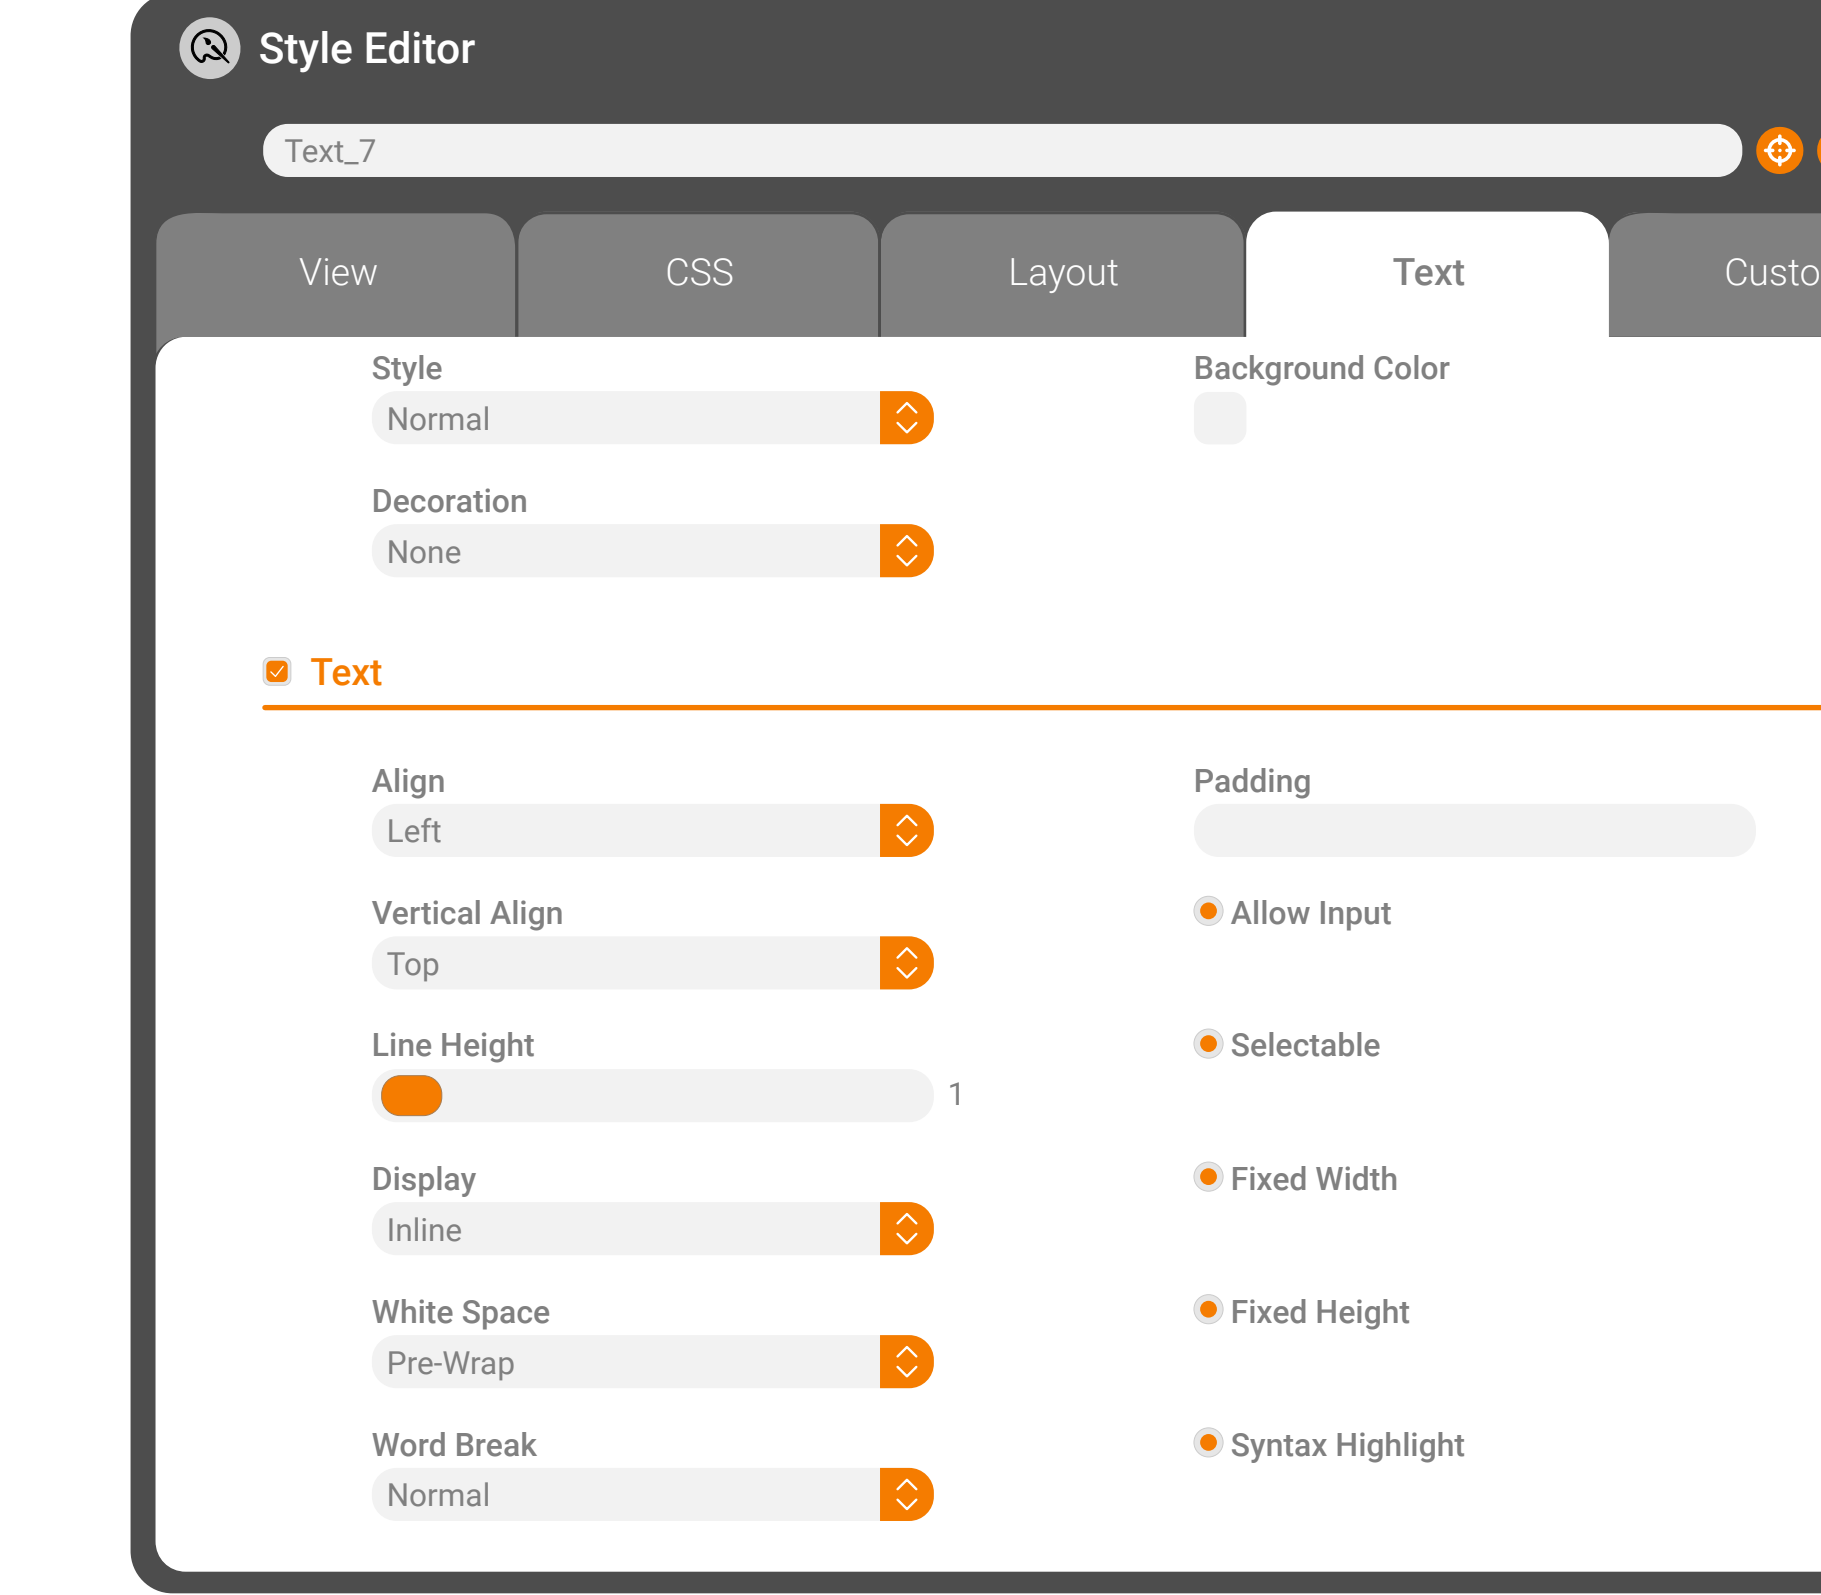 Style Editor
Text_7
View CSS Layout Text Custo
Style Background Color
Normal
Decoration
None
Text
Align Padding
Left
Vertical Align Allow Input
Top
Line Height Selectable
1
Display Fixed Width
Inline
White Space Fixed Height
Pre-Wrap
Word Break Syntax Highlight
Normal